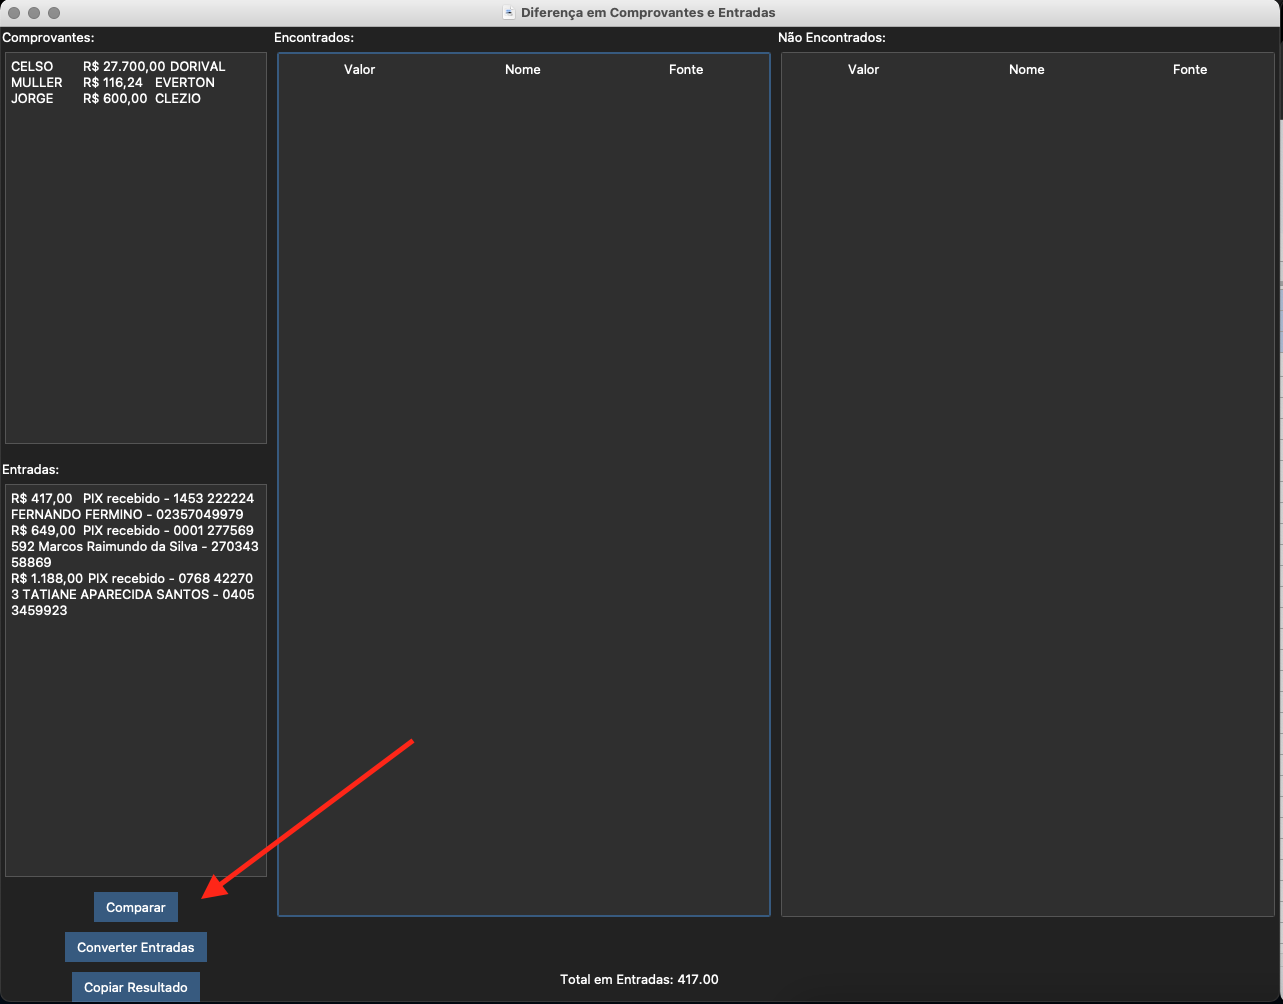 Diferença em Comprovantes e Entradas
Comprovantes:
CELSO R$ 27.700,00 DORIVAL
MULLER R$ 116,24 EVERTON
JORGE R$ 600,00 CLEZIO
Entradas:
R$ 417,00 PIX recebido - 1453 222224
FERNANDO FERMINO - 02357049979
R$ 649,00 PIX recebido - 0001 277569
592 Marcos Raimundo da Silva - 270343
58869
R$ 1.188,00 PIX recebido - 0768 42270
3 TATIANE APARECIDA SANTOS - 0405
3459923
Comparar
Converter Entradas
Copiar Resultado
Encontrados:
Valor Nome Fonte
Não Encontrados:
Valor Nome Fonte
Total em Entradas: 417.00